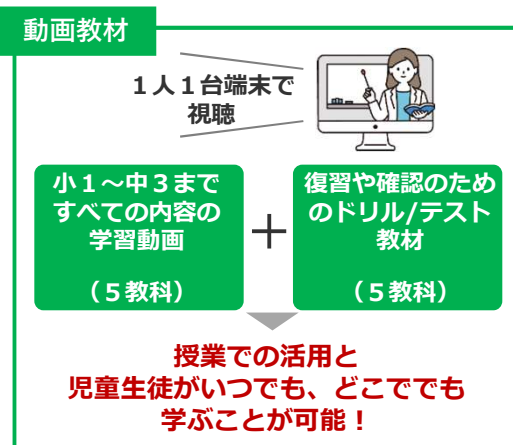 動画教材
１人１台端末で
視聴
小１～中３まで
すべての内容の
学習動画
（５教科）
＋
復習や確認のため
のドリル/テスト
教材
（５教科）
授業での活用と
児童生徒がいつでも、どこででも
学ぶことが可能！